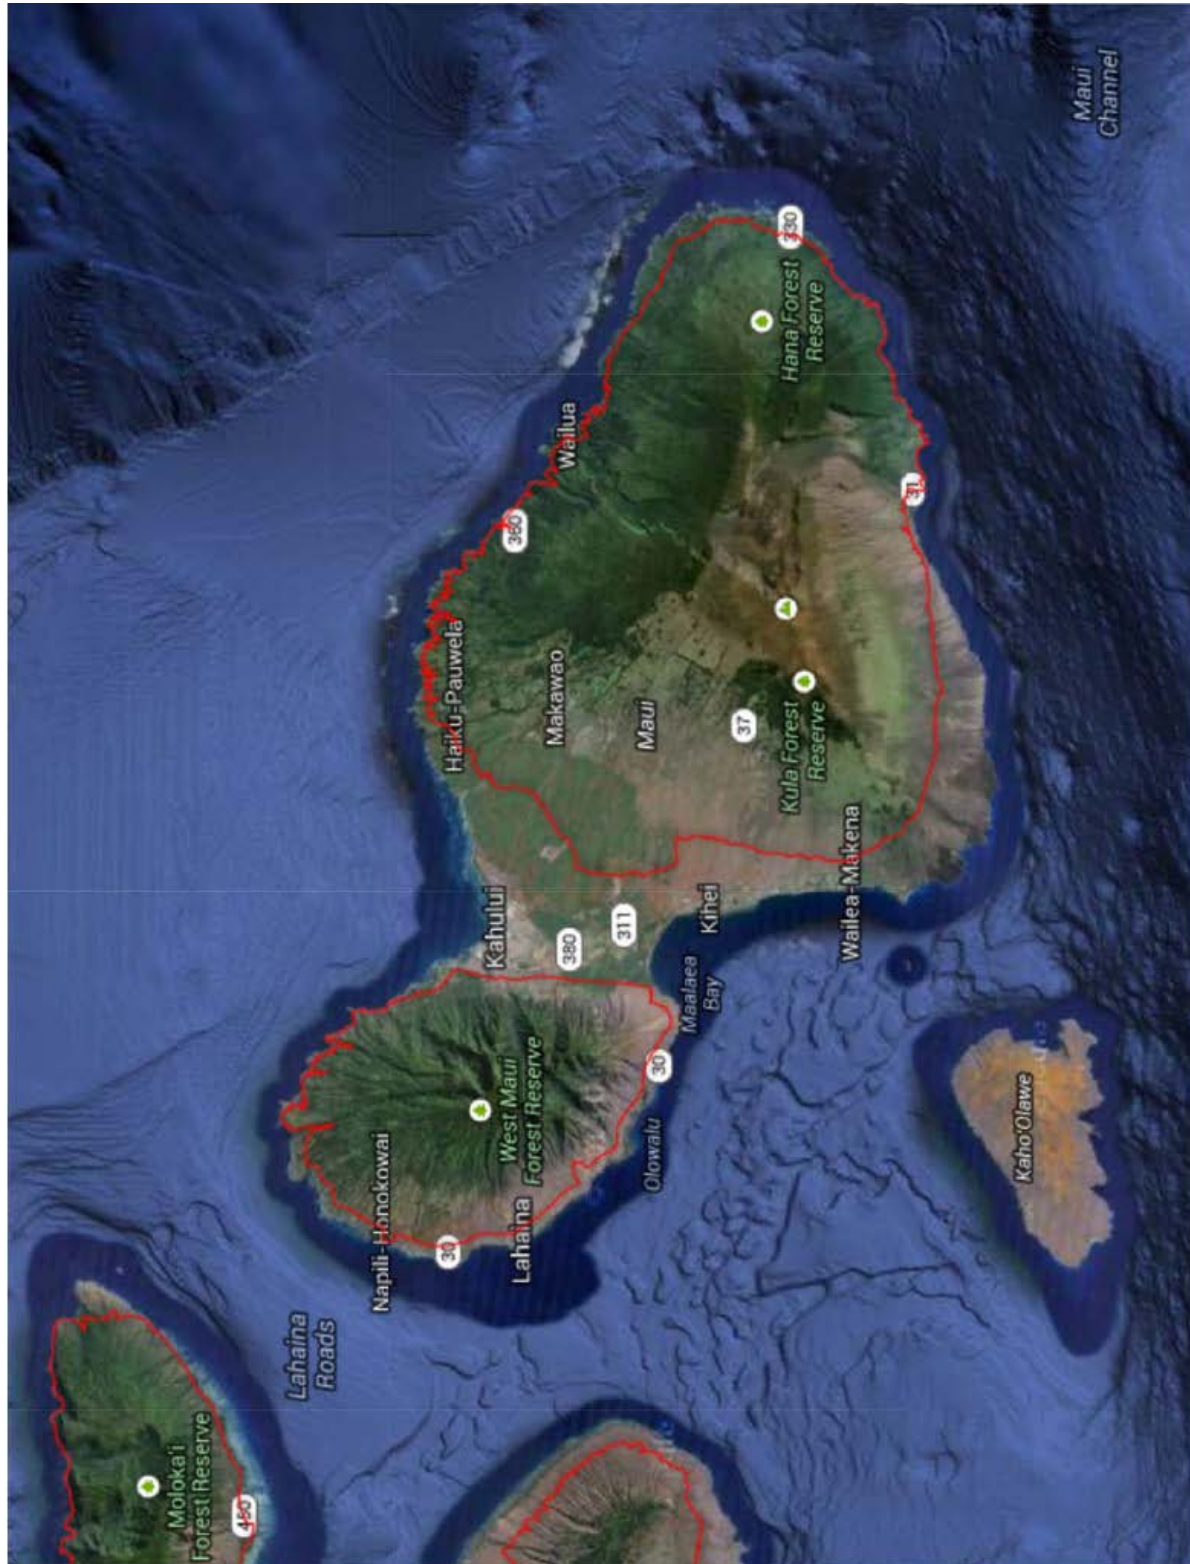 Moloka'i
Forest Reserve
Lahaina
Roads
Napili-Honokowai
30
Haiku-Pauwela
Kahului
360
Lahaina
West Maui
Forest Reserve
Makawao
Wailua
380
311
Maui
Olowalu
30
Maalaea
Bay
Kihei
37
Kula Forest
Reserve
Hana Forest
Reserve
330
Wailea-Makena
31
Kaho Olawe
Maui
Channel